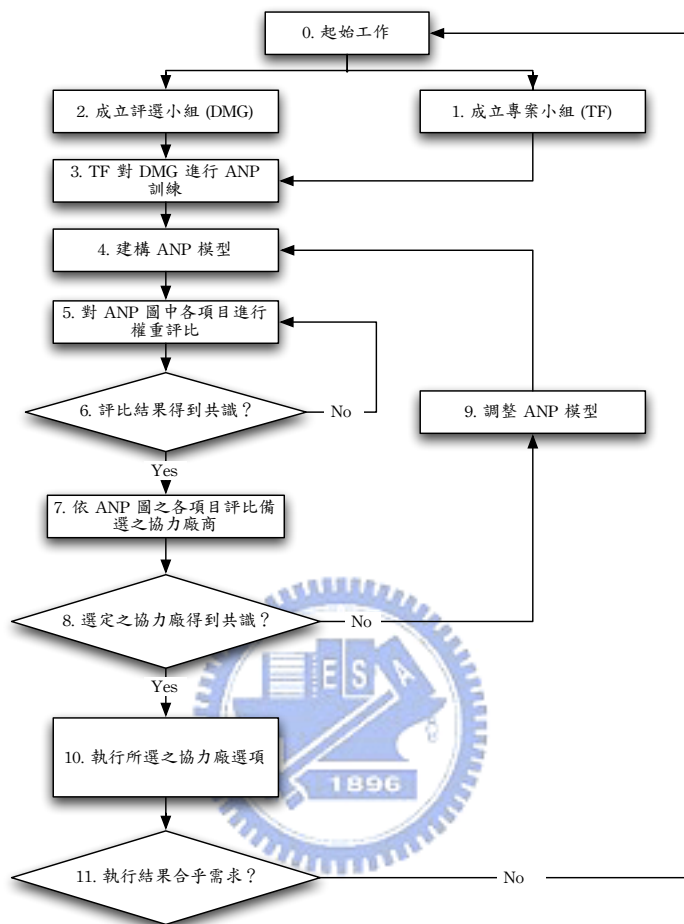 0. 起始工作
2. 成立評選小組 (DMG)
1. 成立專案小組 (TF)
3. TF 對 DMG 進行 ANP
訓練
4. 建構 ANP 模型
5. 對 ANP 圖中各項目進行
權重評比
6. 評比結果得到共識？
No
9. 調整 ANP 模型
Yes
7. 依 ANP 圖之各項目評比備
選之協力廠商
8. 選定之協力廠得到共識？
No
Yes
E S A
10. 執行所選之協力廠選項
1896
11. 執行結果合乎需求？
No